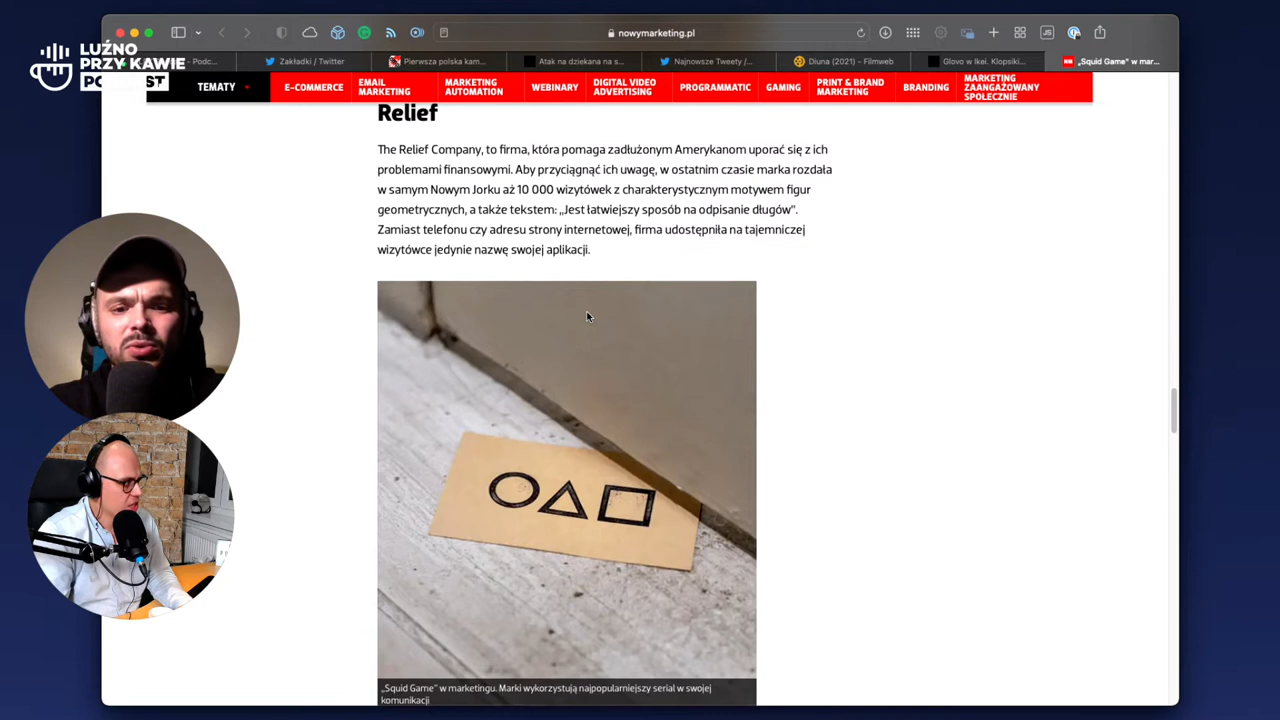 LUŹNO
PRZY KAWIE
PODCAST
nowymarketing.pl
- Podc...
Zakładki / Twitter
Pierwsza polska kam...
Atak na dziekana na s...
Najnowsze Tweety /...
Diuna (2021) - Filmweb
Glovo w Ikei. Klopsiki...
„Squid Game” w mar...
TEMATY
E-COMMERCE
EMAIL
MARKETING
MARKETING
AUTOMATION
WEBINARY
DIGITAL VIDEO
ADVERTISING
PROGRAMMATIC
GAMING
PRINT & BRAND
MARKETING
BRANDING
MARKETING
ZAANGAŻOWANY
SPOŁECZNIE
Relief
The Relief Company, to firma, która pomaga zadłużonym Amerykanom uporać się z ich
problemami finansowymi. Aby przyciągnąć ich uwagę, w ostatnim czasie marka rozdała
w samym Nowym Jorku aż 10 000 wizytówek z charakterystycznym motywem figur
geometrycznych, a także tekstem: „Jest łatwiejszy sposób na odpisanie długów”.
Zamiast telefonu czy adresu strony internetowej, firma udostępniła na tajemniczej
wizytówce jedynie nazwę swojej aplikacji.
„Squid Game” w marketingu. Marki wykorzystują najpopularniejszy serial w swojej
komunikacji